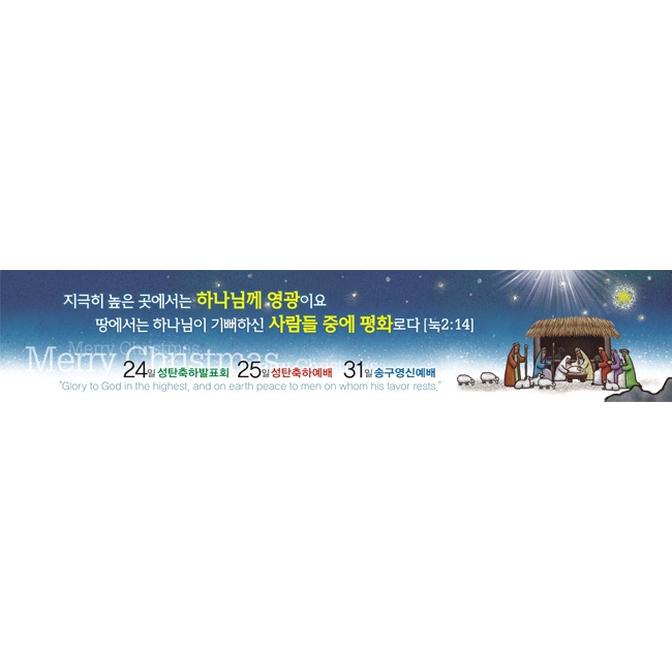 지극히 높은 곳에서는 하나님께 영광이요
땅에서는 하나님이 기뻐하신 사람들 중에 평화로다 [눅2:14]
Merry Christmas
Merry Christmas
24일 성탄축하발표회 25일 성탄축하예배 31일 송구영신예배
"Glory to God in the highest, and on earth peace to men on whom his favor rests."